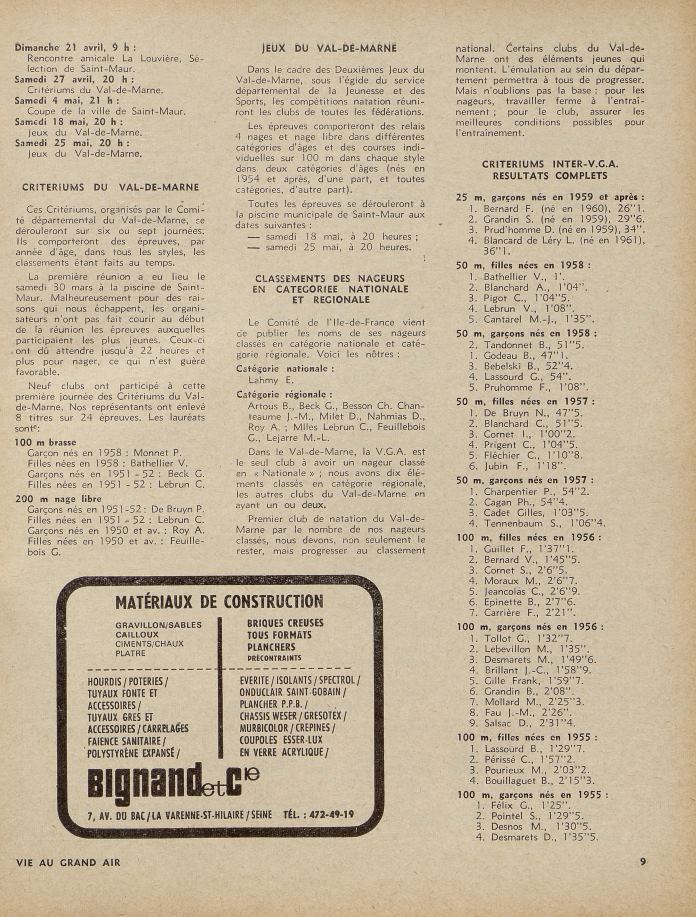 Dimanche 21 avril, 9 h :
Rencontre amicale La Louvière, Sé-
lection de Saint-Maur.
Samedi 27 avril, 20 h :
Critériums du Val-de-Marne.
Samedi 4 mai, 21 h :
Coupe de la ville de Saint-Maur.
Samedi 18 mai, 20 h :
Jeux du Val-de-Marne.
Samedi 25 mai, 20 h :
Jeux du Val-de-Marne.
CRITERIUMS DU VAL-DE-MARNE
Ces Critériums, organisés par le Comi-
té départemental du Val-de-Marne, se
dérouleront sur six ou sept journées.
Ils comporteront des épreuves, par
année d'âge, dans tous les styles, les
classements étant faits au temps.
La première réunion a eu lieu le
samedi 30 mars à la piscine de Saint-
Maur. Malheureusement pour des rai-
sons qui nous échappent, les organi-
sateurs n'ont pas fait courir au début
de la réunion les épreuves auxquelles
participaient les plus jeunes. Ceux-ci
ont dû attendre jusqu'à 22 heures et
plus pour nager, ce qui n'est guère
favorable.
Neuf clubs ont participé à cette
première journée des Critériums du Val-
de-Marne. Nos représentants ont enlevé
8 titres sur 24 épreuves. Les lauréats
sont :
100 m brasse
Garçon nés en 1958 : Monnet P.
Filles nées en 1958 : Bathellier V.
Garçons nés en 1951 - 52 : Beck G.
Filles nées en 1951 - 52 : Lebrun C.
200 m nage libre
Garçons nés en 1951-52 : De Bruyn P.
Filles nées en 1951 - 52 : Lebrun C.
Garçons nés en 1950 et av. : Roy A.
Filles nées en 1950 et av. : Feuille-
bois G.
JEUX DU VAL-DE-MARNE
Dans le cadre des Deuxièmes Jeux du
Val-de-Marne, sous l'égide du service
départemental de la Jeunesse et des
Sports, les compétitions natation réuni-
ront les clubs de toutes les fédérations.
Les épreuves comporteront des relais
4 nages et nage libre dans différentes
catégories d'âges et des courses indi-
viduelles sur 100 m dans chaque style
dans deux catégories d'âges (nés en
1954 et après, d'une part, et toutes
catégories, d'autre part).
Toutes les épreuves se dérouleront à
la piscine municipale de Saint-Maur aux
dates suivantes :
— samedi 18 mai, à 20 heures ;
— samedi 25 mai, à 20 heures.
CLASSEMENTS DES NAGEURS
EN CATEGORIEE NATIONALE
ET REGIONALE
Le Comité de l'Ile-de-France vient
de publier les noms de ses nageurs
classés en catégorie nationale et caté-
gorie régionale. Voici les nôtres :
Catégorie nationale :
Lahmy E.
Catégorie régionale :
Artous B., Beck G., Besson Ch. Chan-
teaume J.-M., Milet D., Nahmias D.,
Roy A. ; Mlles Lebrun C., Feuillebois
G., Lejarre M.-L.
Dans le Val-de-Marne, la V.G.A. est
le seul club à avoir un nageur classé
en « Nationale » ; nous avons dix élé-
ments classés en catégorie régionale,
les autres clubs du Val-de-Marne en
ayant un ou deux.
Premier club de natation du Val-de-
Marne par le nombre de nos nageurs
classés, nous devons, non seulement le
rester, mais progresser au classement
national. Certains clubs du Val-de-
Marne ont des éléments jeunes qui
montent. L'émulation au sein du dépar-
tement permettra à tous de progresser.
Mais n'oublions pas la base : pour les
nageurs, travailler ferme à l'entraî-
nement ; pour le club, assurer les
meilleures conditions possibles pour
l'entrainement.
CRITERIUMS INTER-V.G.A.
RESULTATS COMPLETS
25 m, garçons nés en 1959 et après :
1. Bernard F. (né en 1960), 26''1.
2. Grandin S. (né en 1959), 29''6.
3. Prud'homme D. (né en 1959), 34''.
4. Blancard de Léry L. (né en 1961),
36''1.
50 m, filles nées en 1958 :
1. Bathellier V., 1'.
2. Blanchard A., 1'04''.
3. Pigot C., 1'04''5.
4. Lebrun V., 1'08''.
5. Cantarel M.-J., 1'35''.
50 m, garçons nés en 1958 :
2. Tandonnet B., 51''5.
1. Godeau B., 47''1.
3. Bebelski B., 52''4.
4. Lassourd G., 54''.
5. Pruhomme F., 1'08''.
50 m, filles nées en 1957 :
1. De Bruyn N., 47''5.
2. Blanchard C., 51''5.
3. Cornet I., 1'00''2.
4. Prigent C., 1'04''5.
5. Fléchier C., 1'10''8.
6. Jubin F., 1'18''.
50 m, garçons nés en 1957 :
1. Charpentier P., 54''2.
2. Cagan Ph., 54''4.
3. Cadet Gilles, 1'03''5.
4. Tennenbaum S., 1'06''4.
100 m, filles nées en 1956 :
1. Guillet F., 1'37''1.
2. Bernard V., 1'45''5.
3. Cornet S., 2'6''5.
4. Moraux M., 2'6''7.
5. Jeancolas C., 2'6''9.
6. Epinette B., 2'7''6.
7. Carrière F., 2'21''.
100 m, garçons nés en 1956 :
1. Tollot G., 1'32''7.
2. Lebevillon M., 1'35''.
3. Desmarets M., 1'49''6.
4. Brillant J.-C., 1'58''9.
5. Gille Frank, 1'59''7.
6. Grandin B., 2'08''.
7. Mollard M., 2'25''3.
8. Fau J.-M., 2'26''.
9. Salsac D., 2'31''4.
100 m, filles nées en 1955 :
1. Lassourd B., 1'29''7.
2. Périssé C., 1'57''2.
3. Pourieux M., 2'03''2.
4. Bouillaguet B., 2'15''3.
100 m, garçons nés en 1955 :
1. Félix G., 1'25''.
2. Pointel S., 1'29''5.
3. Desnos M., 1'30''5.
4. Desmarets D., 1'35''5.
MATÉRIAUX DE CONSTRUCTION
GRAVILLON/SABLES
CAILLOUX
CIMENTS/CHAUX
PLATRE
BRIQUES CREUSES
TOUS FORMATS
PLANCHERS
PRÉCONTRAINTS
HOURDIS / POTERIES /
TUYAUX FONTE ET
ACCESSOIRES /
TUYAUX GRES ET
ACCESSOIRES / CARRELAGES
FAIENCE SANITAIRE /
POLYSTYRÈNE EXPANSÉ /
EVERITE / ISOLANTS / SPECTROL /
ONDUCLAIR SAINT-GOBAIN /
PLANCHER P.P.B. /
CHASSIS WESER / GRESOTEX /
MURBICOLOR / CREPINES /
COUPOLES ESSER-LUX
EN VERRE ACRYLIQUE /
Bignand et Cie
7, AV. DU BAC / LA VARENNE-ST-HILAIRE / SEINE TÉL. : 472-49-19
VIE AU GRAND AIR
9